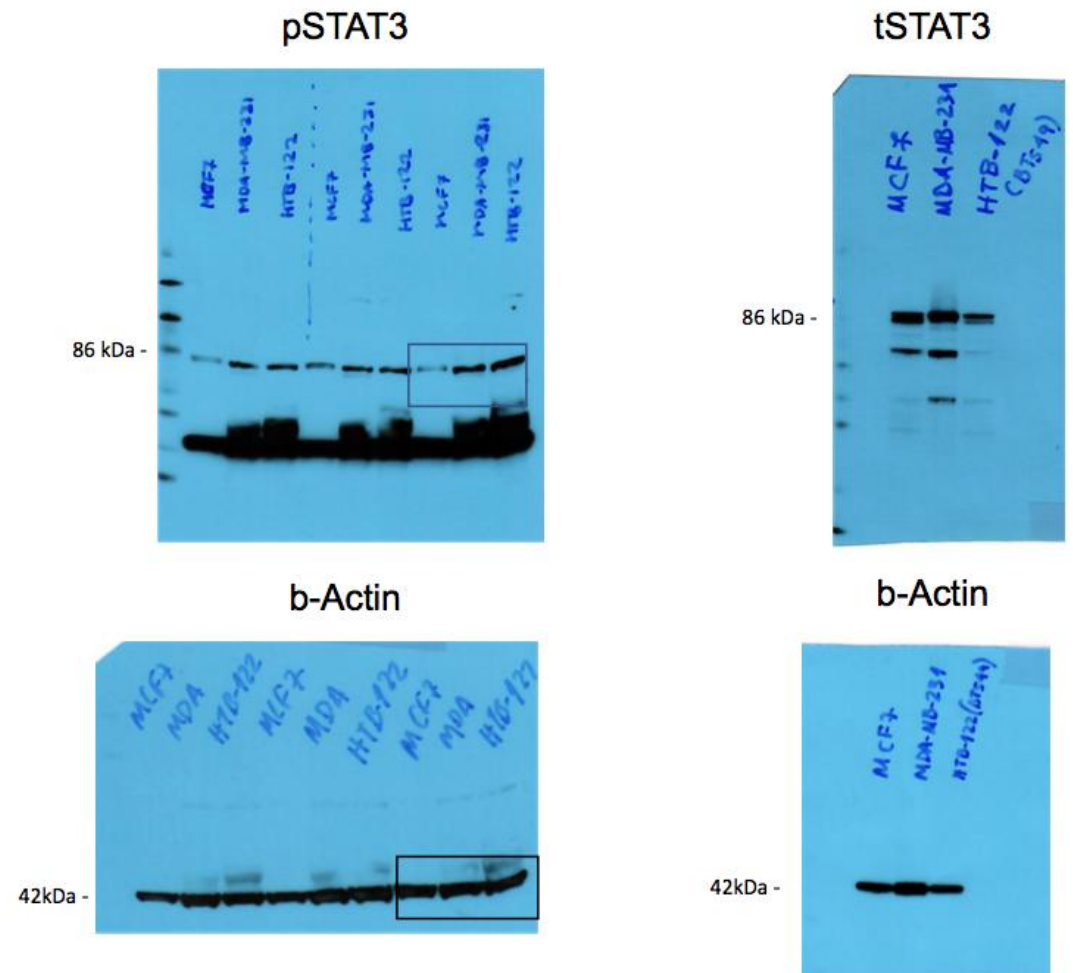 pSTAT3
tSTAT3
MCF7
MDA-MB-231
HTB-122
MCF7
MDA-MB-231
HTB-122
MCF7
MDA-MB-231
HTB-122
86 kDa -
MCF7
MDA-MB-231
HTB-122
(BTS49)
86 kDa -
b-Actin
b-Actin
MCF7
MDA
HTB-122
MCF7
MDA
HTB-122
MCF7
MDA
HTB-122
42kDa -
MCF7
MDA-MB-231
HTB-122
42kDa -